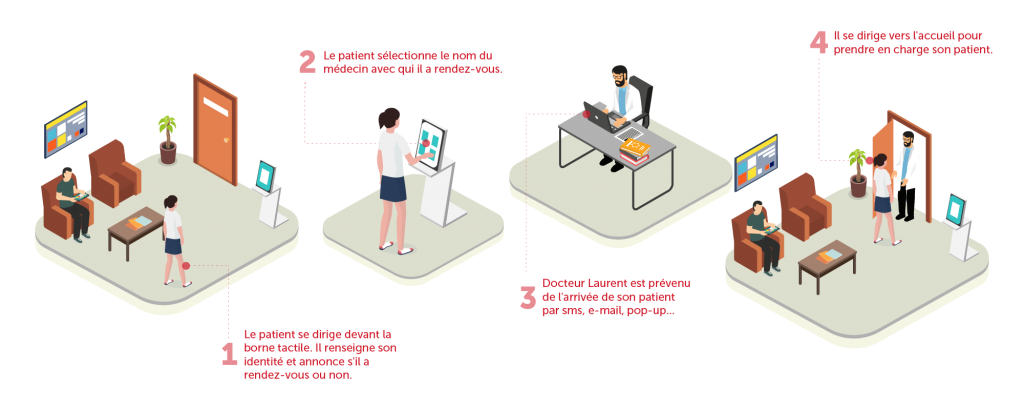 1
Le patient se dirige devant la
borne tactile. Il renseigne son
identité et annonce s'il a
rendez-vous ou non.
2
Le patient sélectionne le nom du
médecin avec qui il a rendez-vous.
3
Docteur Laurent est prévenu
de l'arrivée de son patient
par sms, e-mail, pop-up...
4
Il se dirige vers l'accueil pour
prendre en charge son patient.